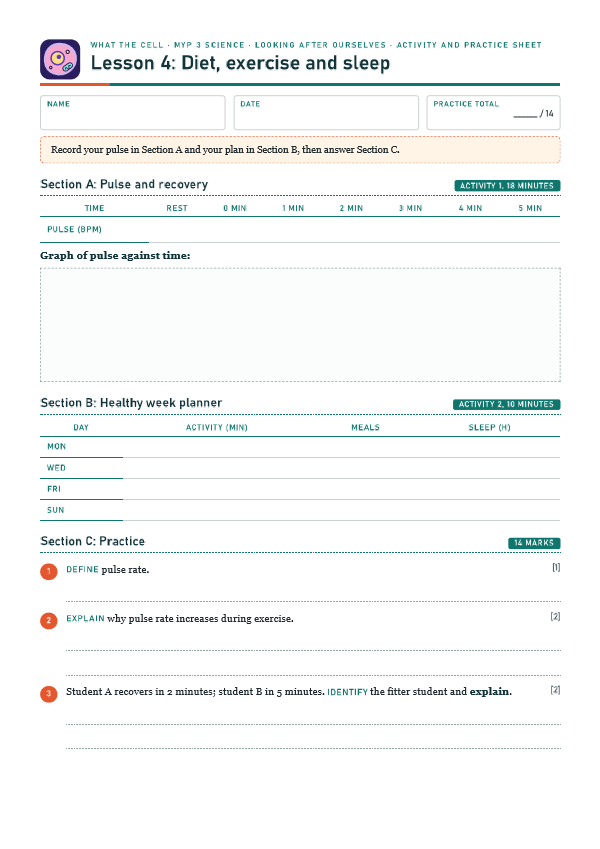 WHAT THE CELL · MYP 3 SCIENCE · LOOKING AFTER OURSELVES · ACTIVITY AND PRACTICE SHEET
Lesson 4: Diet, exercise and sleep
NAME DATE PRACTICE TOTAL
_____ / 14
Record your pulse in Section A and your plan in Section B, then answer Section C.
Section A: Pulse and recovery ACTIVITY 1, 18 MINUTES
TIME REST 0 MIN 1 MIN 2 MIN 3 MIN 4 MIN 5 MIN
PULSE (BPM)
Graph of pulse against time:
Section B: Healthy week planner ACTIVITY 2, 10 MINUTES
DAY ACTIVITY (MIN) MEALS SLEEP (H)
MON
WED
FRI
SUN
Section C: Practice 14 MARKS
1 DEFINE pulse rate. [1]
2 EXPLAIN why pulse rate increases during exercise. [2]
3 Student A recovers in 2 minutes; student B in 5 minutes. IDENTIFY the fitter student and explain. [2]